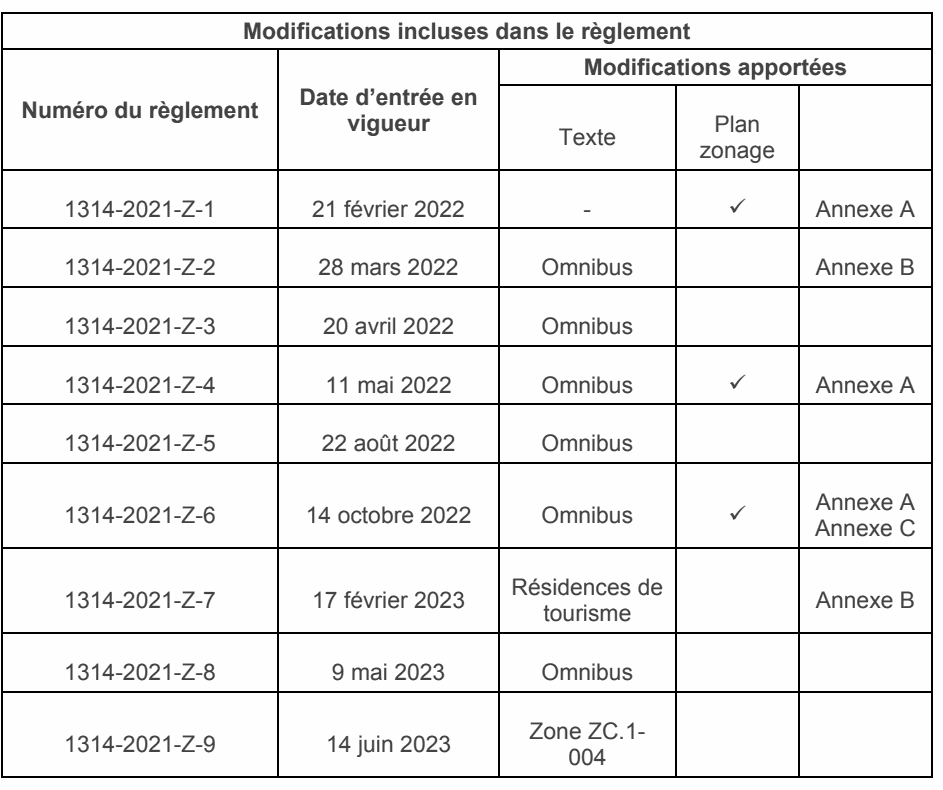 Modifications incluses dans le règlement
Numéro du règlement
Date d'entrée en
vigueur
Modifications apportées
Texte
Plan
zonage
1314-2021-Z-1 21 février 2022 - ✓ Annexe A
1314-2021-Z-2 28 mars 2022 Omnibus Annexe B
1314-2021-Z-3 20 avril 2022 Omnibus
1314-2021-Z-4 11 mai 2022 Omnibus ✓ Annexe A
1314-2021-Z-5 22 août 2022 Omnibus
1314-2021-Z-6 14 octobre 2022 Omnibus ✓ Annexe A
Annexe C
1314-2021-Z-7 17 février 2023 Résidences de
tourisme Annexe B
1314-2021-Z-8 9 mai 2023 Omnibus
1314-2021-Z-9 14 juin 2023 Zone ZC.1-
004